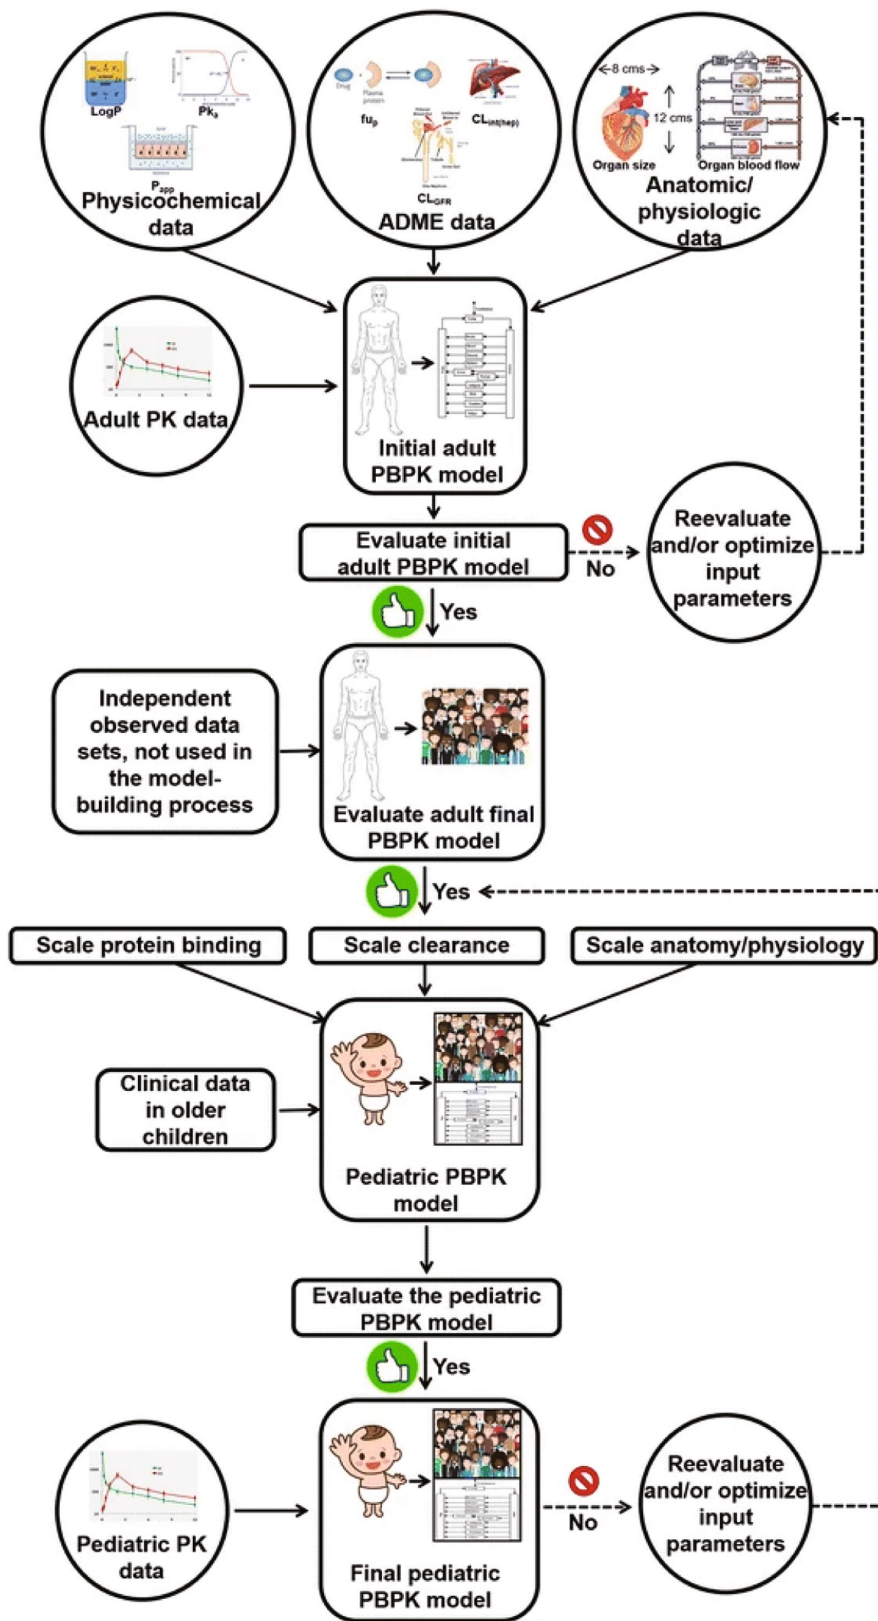 LogP
Pka
Papp
Physicochemical
data
Drug
Plasma
protein
fup
CLint(hep)
CLGFR
ADME data
8 cms
12 cms
Organ size
Organ blood flow
Anatomic/
physiologic
data
Adult PK data
Initial adult
PBPK model
Evaluate initial
adult PBPK model
No
Reevaluate
and/or optimize
input
parameters
Yes
Independent
observed data
sets, not used in
the model-
building process
Evaluate adult final
PBPK model
Yes
Scale protein binding
Scale clearance
Scale anatomy/physiology
Clinical data
in older
children
Pediatric PBPK
model
Evaluate the pediatric
PBPK model
Yes
Pediatric PK
data
Final pediatric
PBPK model
No
Reevaluate
and/or optimize
input
parameters